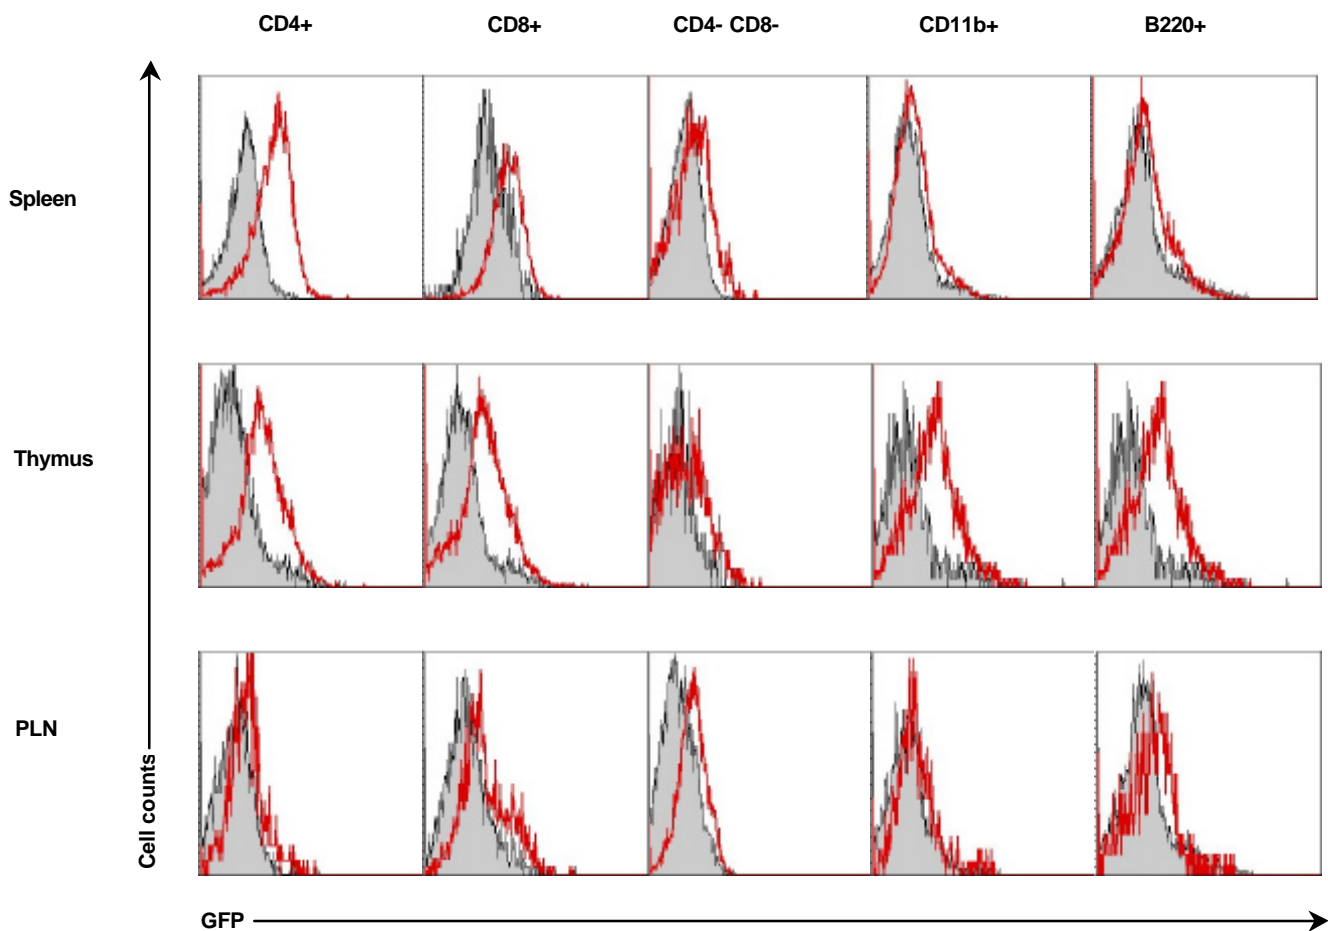 CD4+ CD8+ CD4- CD8- CD11b+ B220+
Spleen
Thymus
PLN
Cell counts
GFP